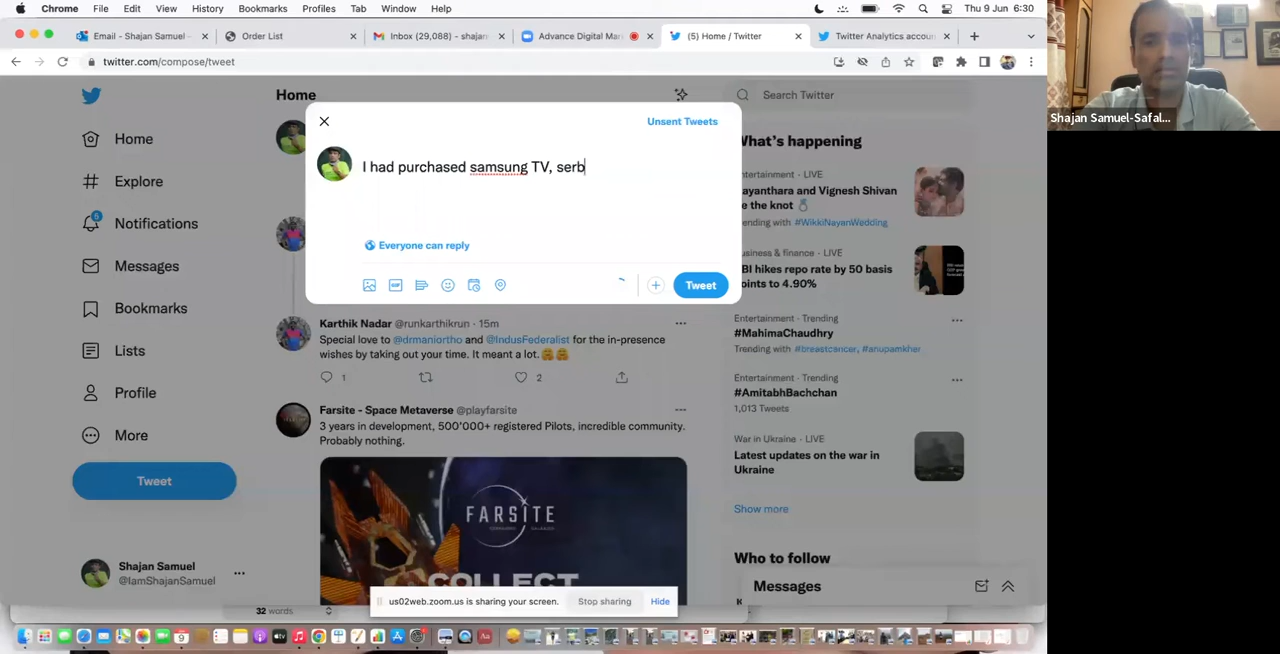 Chrome File Edit View History Bookmarks Profiles Tab Window Help Thu 9 Jun 6:30
Email - Shajan Samuel - Order List Inbox (29,088) - shajan Advance Digital Mar (5) Home / Twitter Twitter Analytics accoun
twitter.com/compose/tweet
Shajan Samuel-Safal...
Home
Search Twitter
Unsent Tweets
Home
Explore
6
Notifications
Messages
Bookmarks
Lists
Profile
More
Tweet
Shajan Samuel
@IamShajanSamuel
I had purchased samsung TV, serb
Everyone can reply
GIF
Tweet
Karthik Nadar @runkarthikrun · 15m
Special love to @drmaniortho and @IndusFederalist for the in-presence
wishes by taking out your time. It meant a lot.🤗🤗
1 2
Farsite - Space Metaverse @playfarsite
3 years in development, 500'000+ registered Pilots, incredible community.
Probably nothing.
FARSITE
COLLECT
What's happening
ntertainment · LIVE
ayanthara and Vignesh Shivan
e the knot 💍
ending with #WikkiNayanWedding
usiness & finance · LIVE
BI hikes repo rate by 50 basis
oints to 4.90%
Entertainment · Trending
#MahimaChaudhry
Trending with #breastcancer, #anupamkher
Entertainment · Trending
#AmitabhBachchan
1,013 Tweets
War in Ukraine · LIVE
Latest updates on the war in
Ukraine
Show more
Who to follow
Messages
us02web.zoom.us is sharing your screen. Stop sharing Hide
32 words